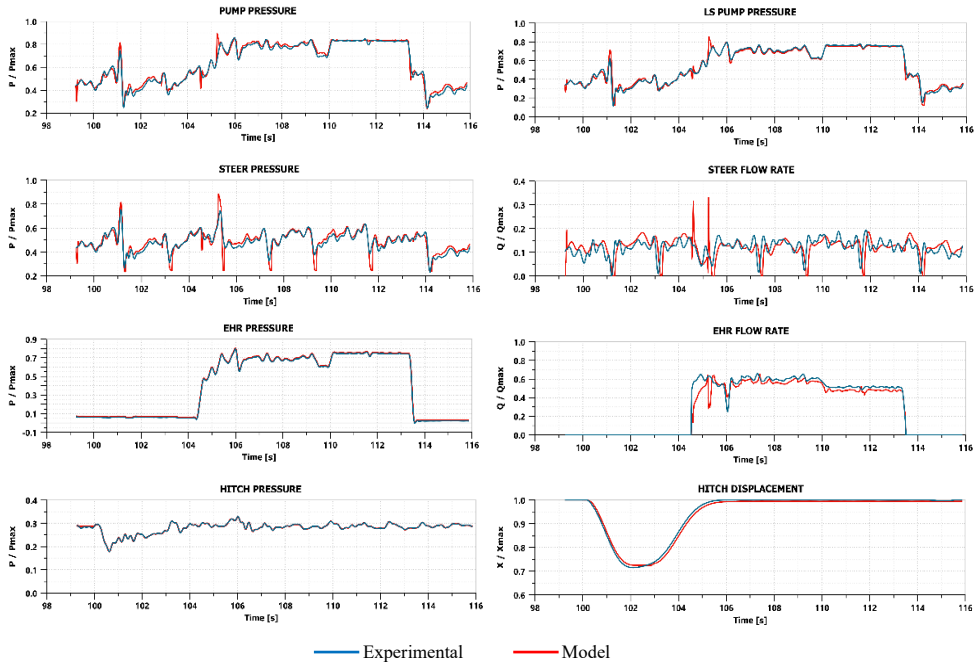 PUMP PRESSURE
P / Pmax
1.0
0.8
0.6
0.4
0.2
98 100 102 104 106 108 110 112 114 116
Time [s]
LS PUMP PRESSURE
P / Pmax
1.0
0.8
0.6
0.4
0.2
0.0
98 100 102 104 106 108 110 112 114 116
Time [s]
STEER PRESSURE
P / Pmax
1.0
0.8
0.6
0.4
0.2
98 100 102 104 106 108 110 112 114 116
Time [s]
STEER FLOW RATE
Q / Qmax
0.4
0.3
0.2
0.1
0.0
98 100 102 104 106 108 110 112 114 116
Time [s]
EHR PRESSURE
P / Pmax
0.9
0.7
0.5
0.3
0.1
-0.1
98 100 102 104 106 108 110 112 114 116
Time [s]
EHR FLOW RATE
Q / Qmax
1.0
0.8
0.6
0.4
0.2
0.0
98 100 102 104 106 108 110 112 114 116
Time [s]
HITCH PRESSURE
P / Pmax
0.4
0.3
0.2
0.1
0.0
98 100 102 104 106 108 110 112 114 116
Time [s]
HITCH DISPLACEMENT
X / Xmax
1.0
0.9
0.8
0.7
0.6
98 100 102 104 106 108 110 112 114 116
Time [s]
Experimental Model